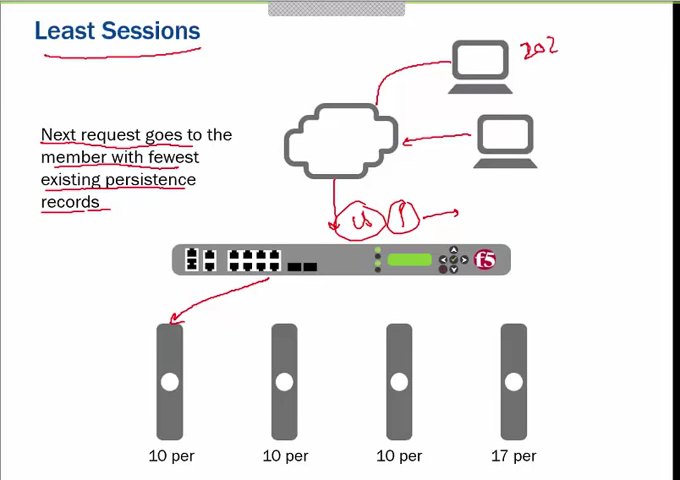 Least Sessions
202
Next request goes to the
member with fewest
existing persistence
records
f5
10 per
10 per
10 per
17 per